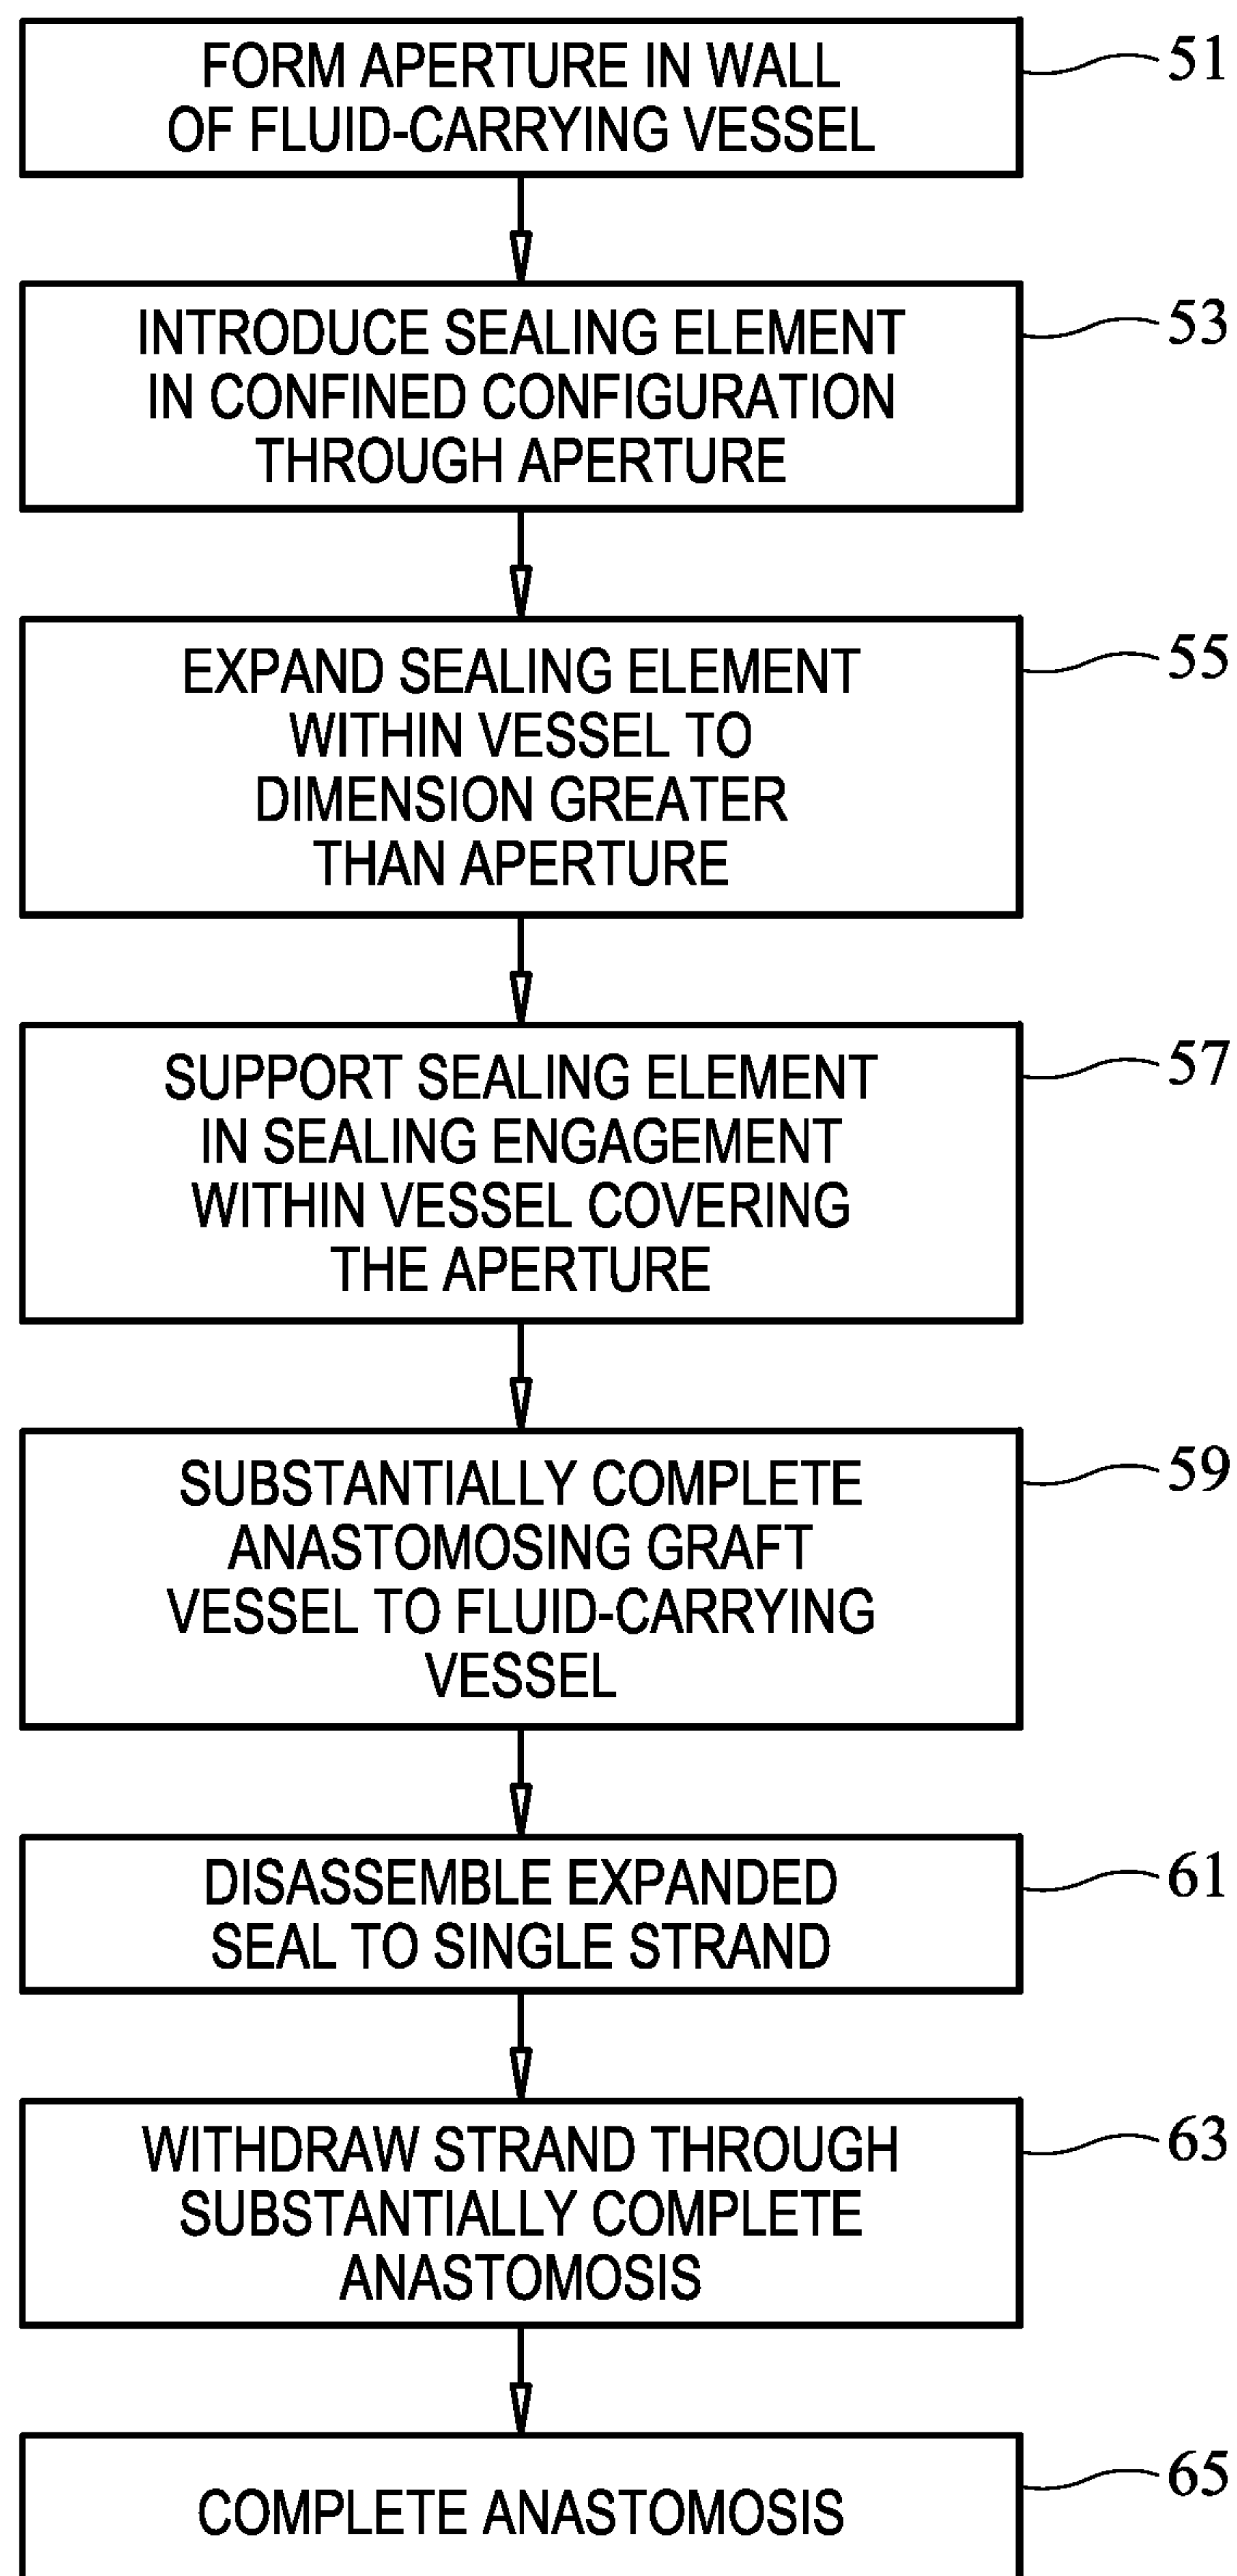 FORM APERTURE IN WALL
OF FLUID-CARRYING VESSEL
51
INTRODUCE SEALING ELEMENT
IN CONFINED CONFIGURATION
THROUGH APERTURE
53
EXPAND SEALING ELEMENT
WITHIN VESSEL TO
DIMENSION GREATER
THAN APERTURE
55
SUPPORT SEALING ELEMENT
IN SEALING ENGAGEMENT
WITHIN VESSEL COVERING
THE APERTURE
57
SUBSTANTIALLY COMPLETE
ANASTOMOSING GRAFT
VESSEL TO FLUID-CARRYING
VESSEL
59
DISASSEMBLE EXPANDED
SEAL TO SINGLE STRAND
61
WITHDRAW STRAND THROUGH
SUBSTANTIALLY COMPLETE
ANASTOMOSIS
63
COMPLETE ANASTOMOSIS
65